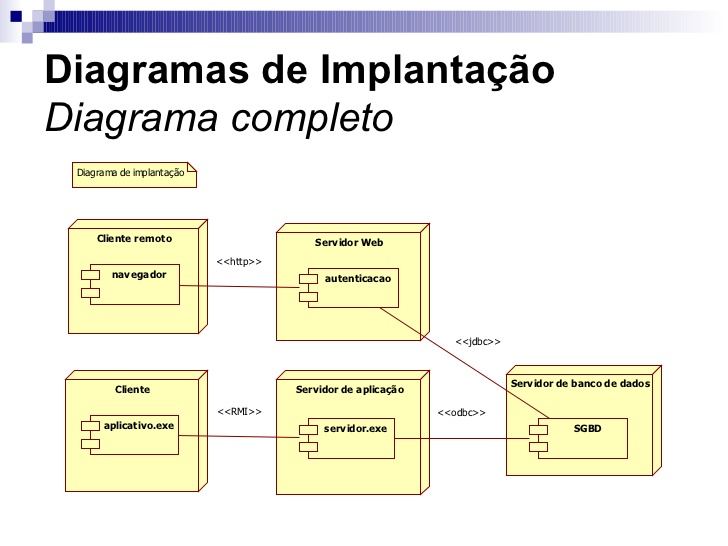 Diagramas de Implantação
Diagrama completo
Diagrama de implantação
Cliente remoto
navegador
<<http>>
Servidor Web
autenticacao
<<jdbc>>
Cliente
aplicativo.exe
<<RMI>>
Servidor de aplicação
servidor.exe
<<odbc>>
Servidor de banco de dados
SGBD